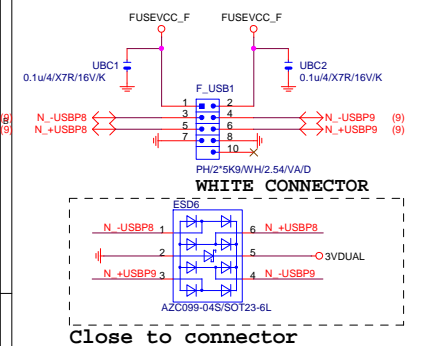 FUSEVCC_F FUSEVCC_F
UBC1 UBC2
0.1u/4/X7R/16V/K 0.1u/4/X7R/16V/K
F_USB1
1 2
(9) N_-USBP8 3 4 N_-USBP9 (9)
(9) N_+USBP8 5 6 N_+USBP9 (9)
7 8
10
PH/2*5K9/WH/2.54/VA/D
WHITE CONNECTOR
ESD6
N_-USBP8 1 6 N_+USBP8
2 5 3VDUAL
N_+USBP9 3 4 N_-USBP9
AZC099-04S/SOT23-6L
Close to connector